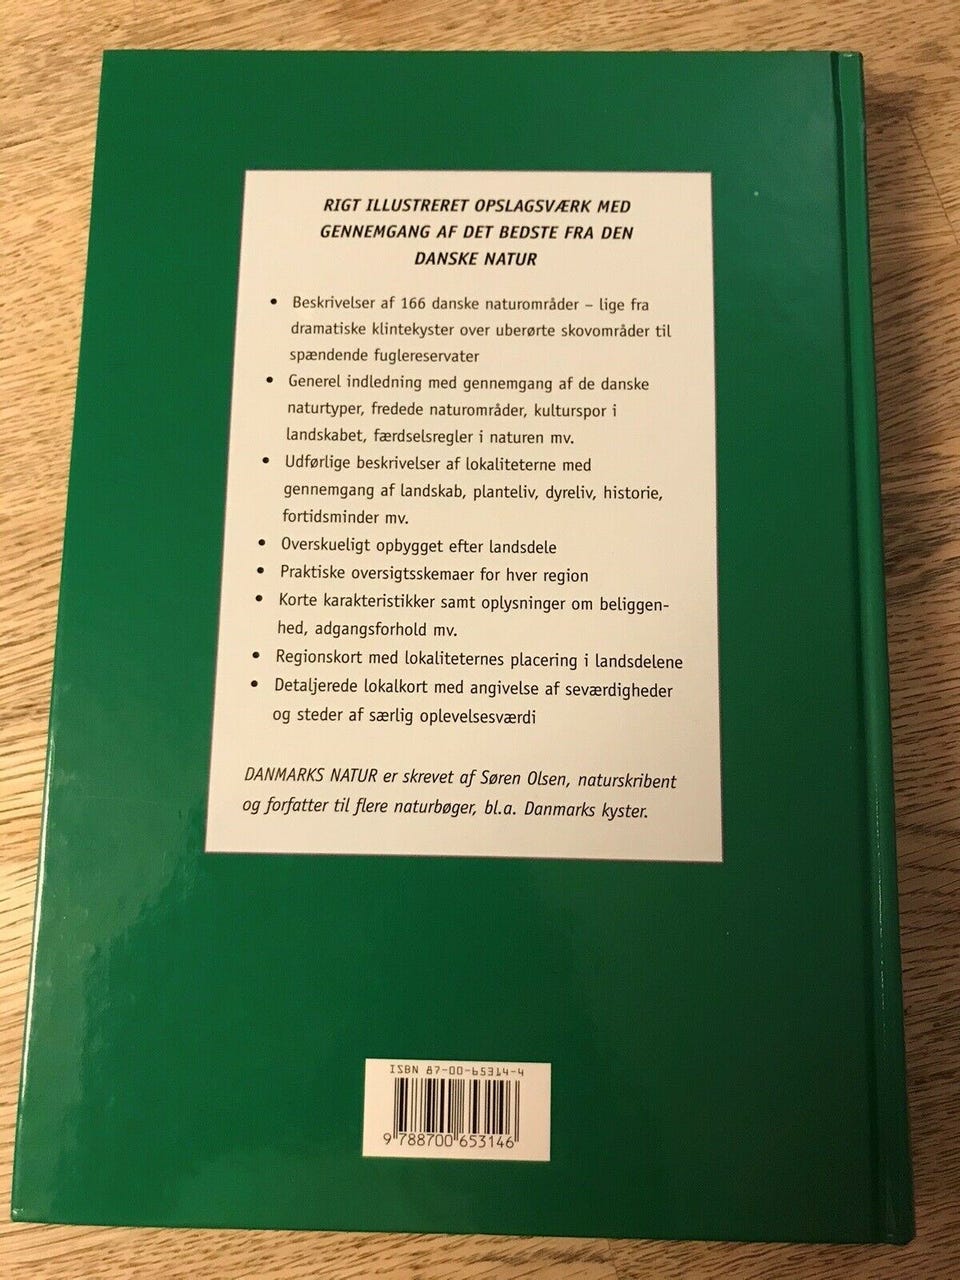 RIGT ILLUSTRERET OPSLAGSVÆRK MED
GENNEMGANG AF DET BEDSTE FRA DEN
DANSKE NATUR
• Beskrivelser af 166 danske naturområder – lige fra
dramatiske klintekyster over uberørte skovområder til
spændende fuglereservater
• Generel indledning med gennemgang af de danske
naturtyper, fredede naturområder, kulturspor i
landskabet, færdselsregler i naturen mv.
• Udførlige beskrivelser af lokaliteterne med
gennemgang af landskab, planteliv, dyreliv, historie,
fortidsminder mv.
• Overskueligt opbygget efter landsdele
• Praktiske oversigtsskemaer for hver region
• Korte karakteristikker samt oplysninger om beliggen-
hed, adgangsforhold mv.
• Regionskort med lokaliteternes placering i landsdelene
• Detaljerede lokalkort med angivelse af seværdigheder
og steder af særlig oplevelsesværdi
DANMARKS NATUR er skrevet af Søren Olsen, naturskribent
og forfatter til flere naturbøger, bl.a. Danmarks kyster.
ISBN 87-00-65314-4
9 788700 653146